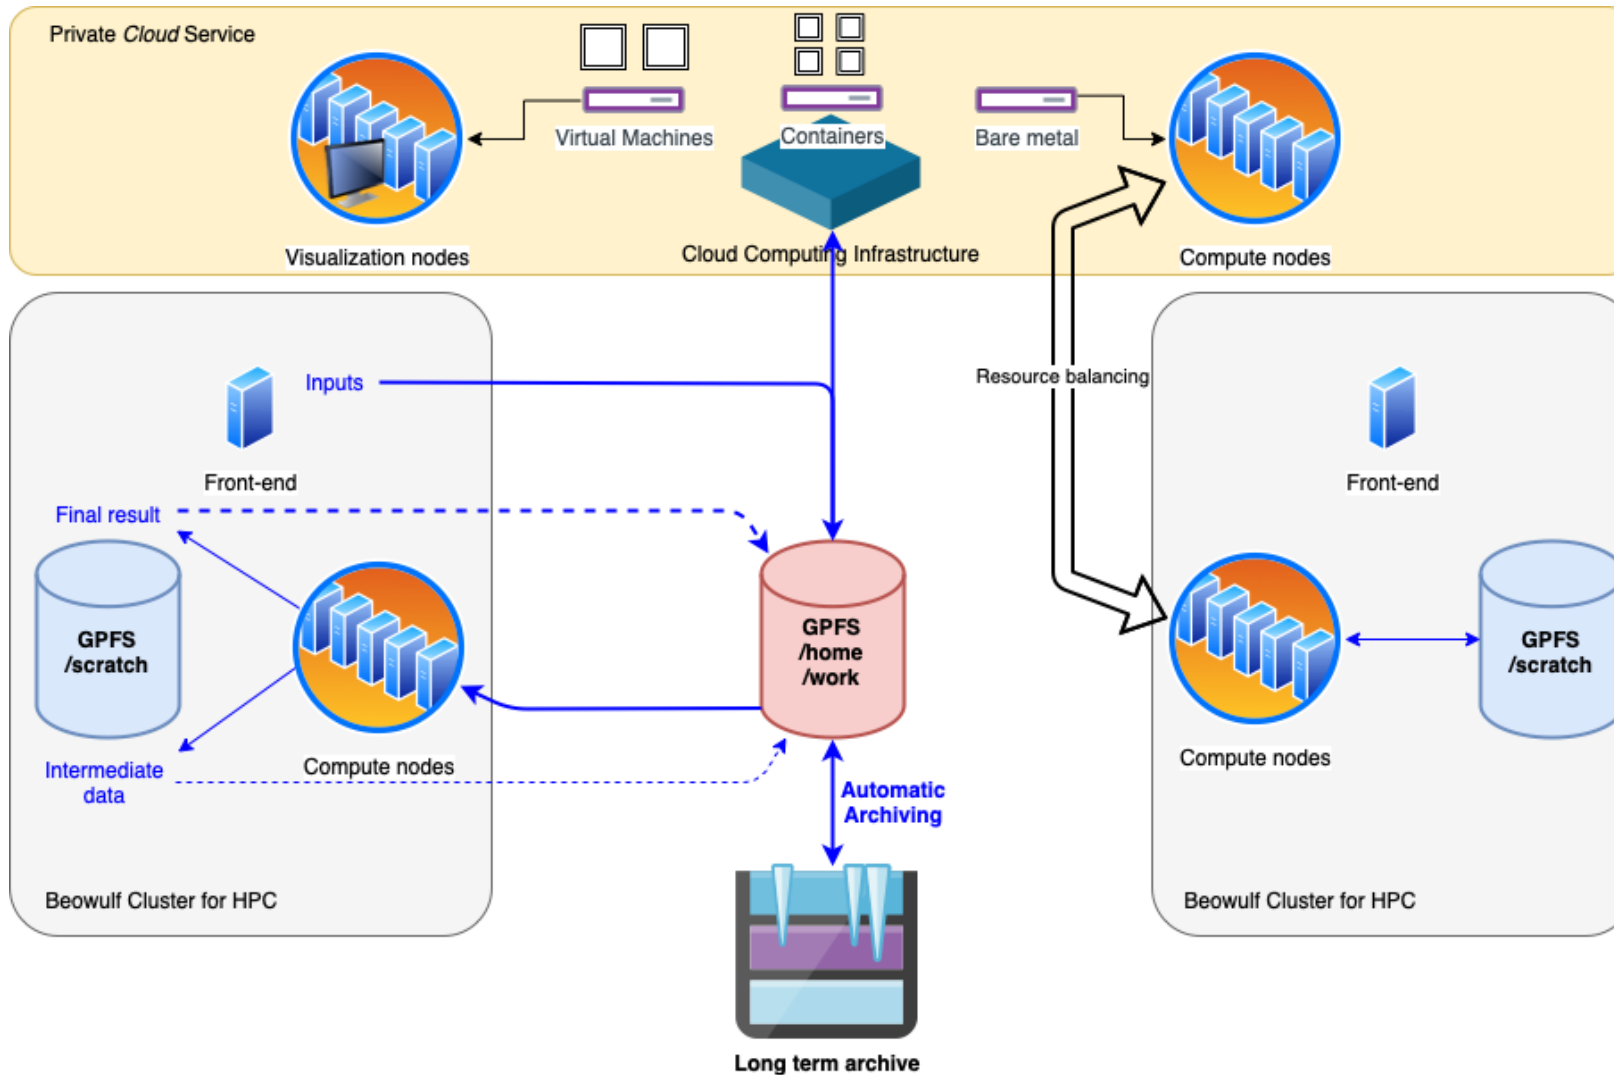 Private Cloud Service
Virtual Machines
Containers
Bare metal
Visualization nodes
Cloud Computing Infrastructure
Compute nodes
Inputs
Resource balancing
Front-end
Front-end
Final result
GPFS
/scratch
GPFS
/home
/work
GPFS
/scratch
Compute nodes
Compute nodes
Intermediate
data
Automatic
Archiving
Beowulf Cluster for HPC
Beowulf Cluster for HPC
Long term archive